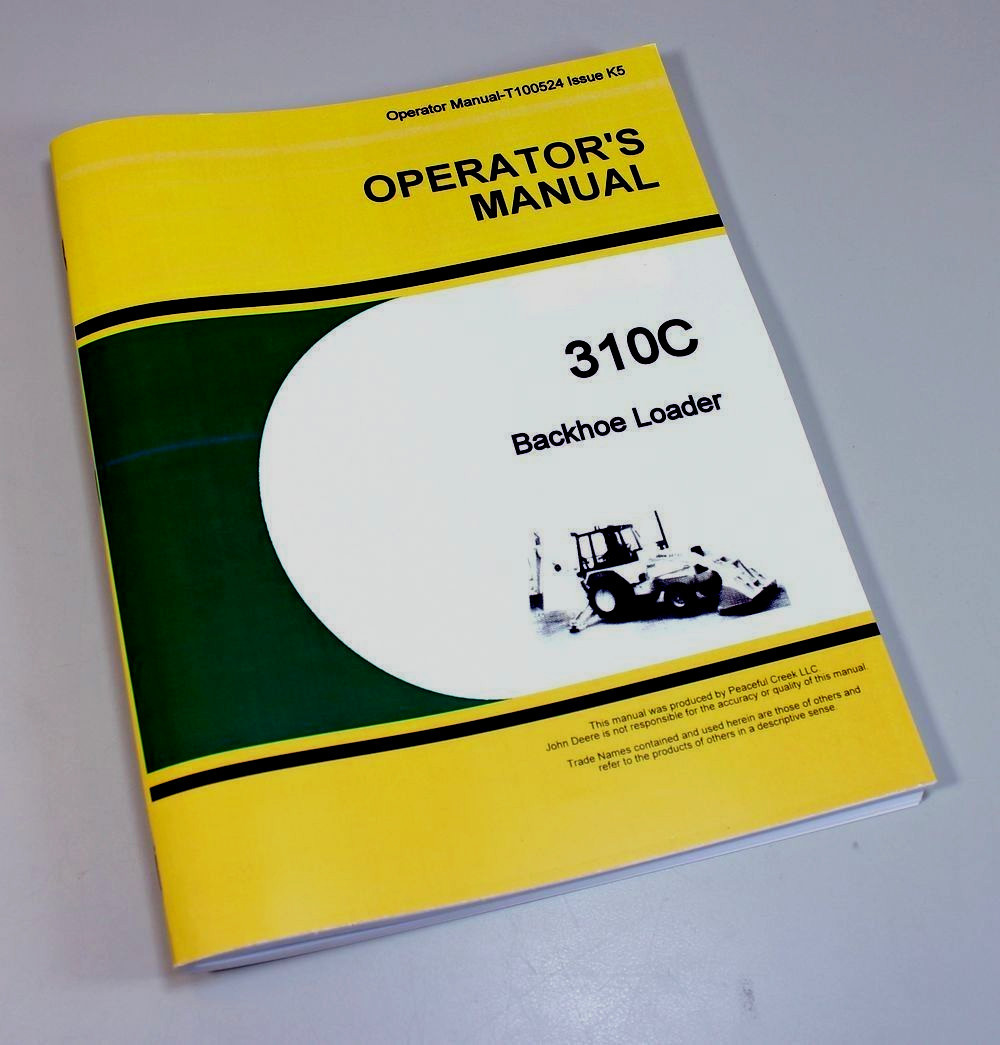 Operator Manual-T100524 Issue K5
OPERATOR'S
MANUAL
310C
Backhoe Loader
This manual was produced by Peaceful Creek LLC.
John Deere is not responsible for the accuracy or quality of this manual.
Trade Names contained and used herein are those of others and
refer to the products of others in a descriptive sense.